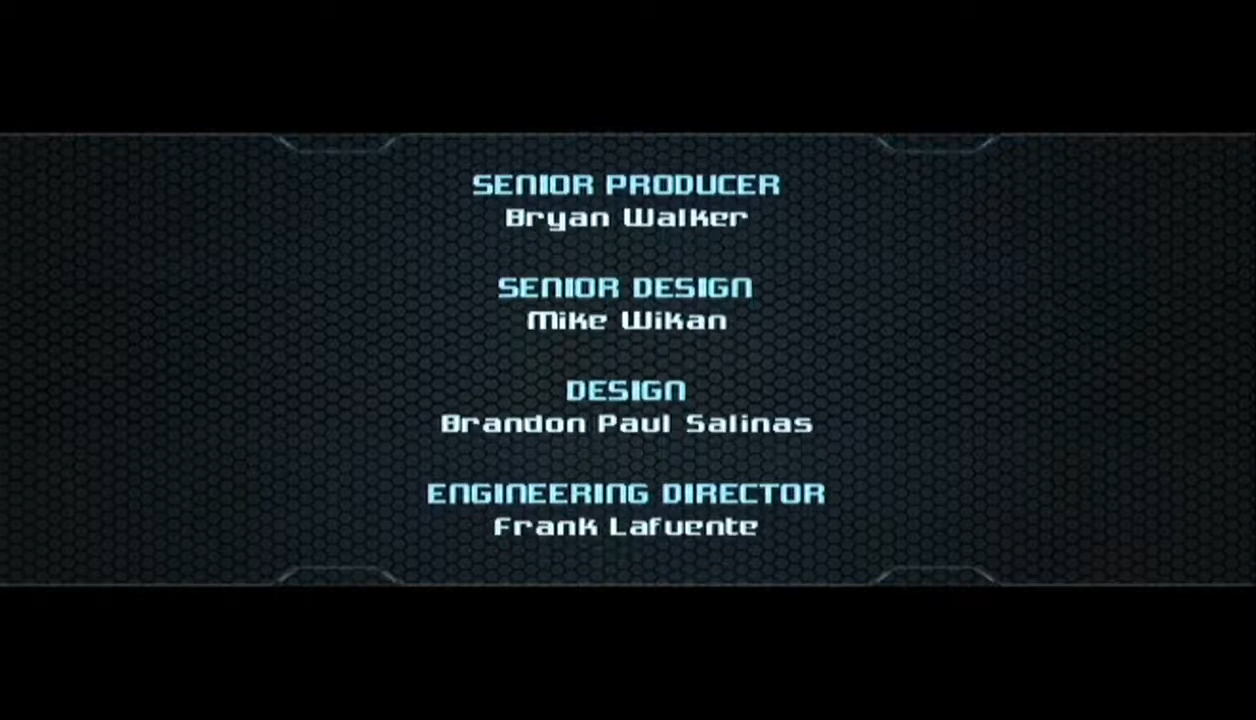 SENIOR PRODUCER
Bryan Walker
SENIOR DESIGN
Mike Wikan
DESIGN
Brandon Paul Salinas
ENGINEERING DIRECTOR
Frank Lafuente